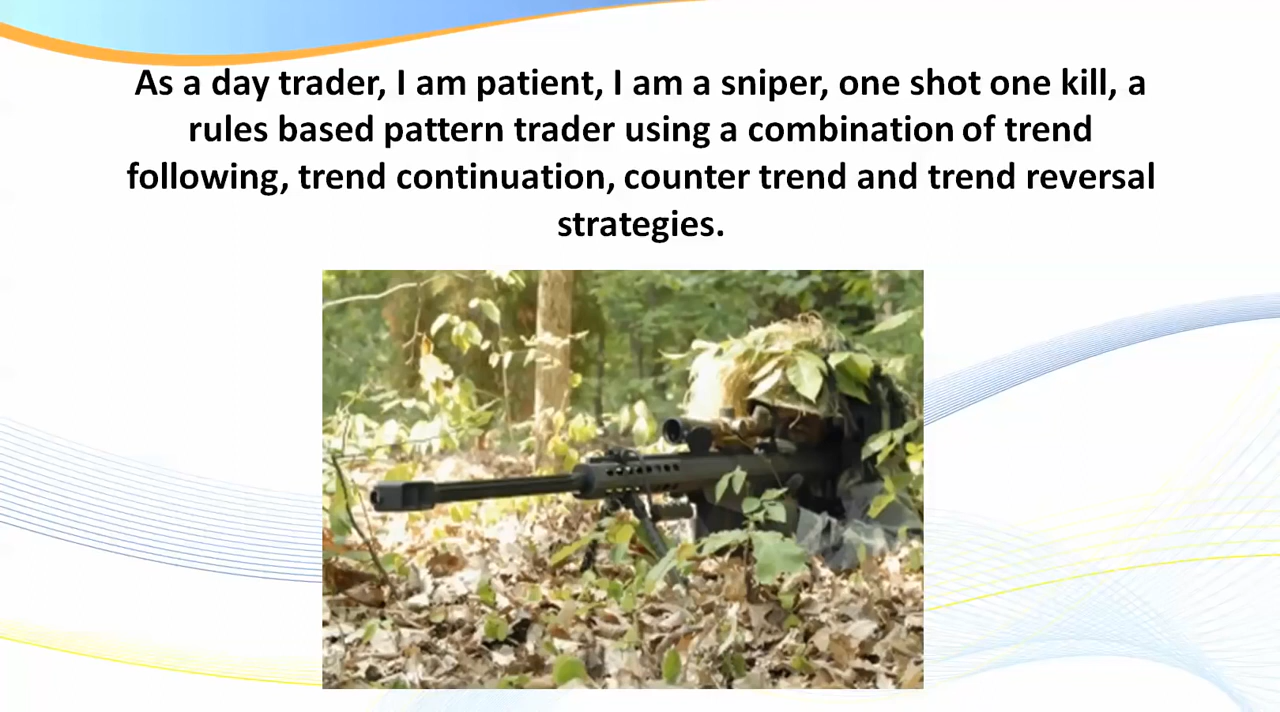 As a day trader, I am patient, I am a sniper, one shot one kill, a
rules based pattern trader using a combination of trend
following, trend continuation, counter trend and trend reversal
strategies.